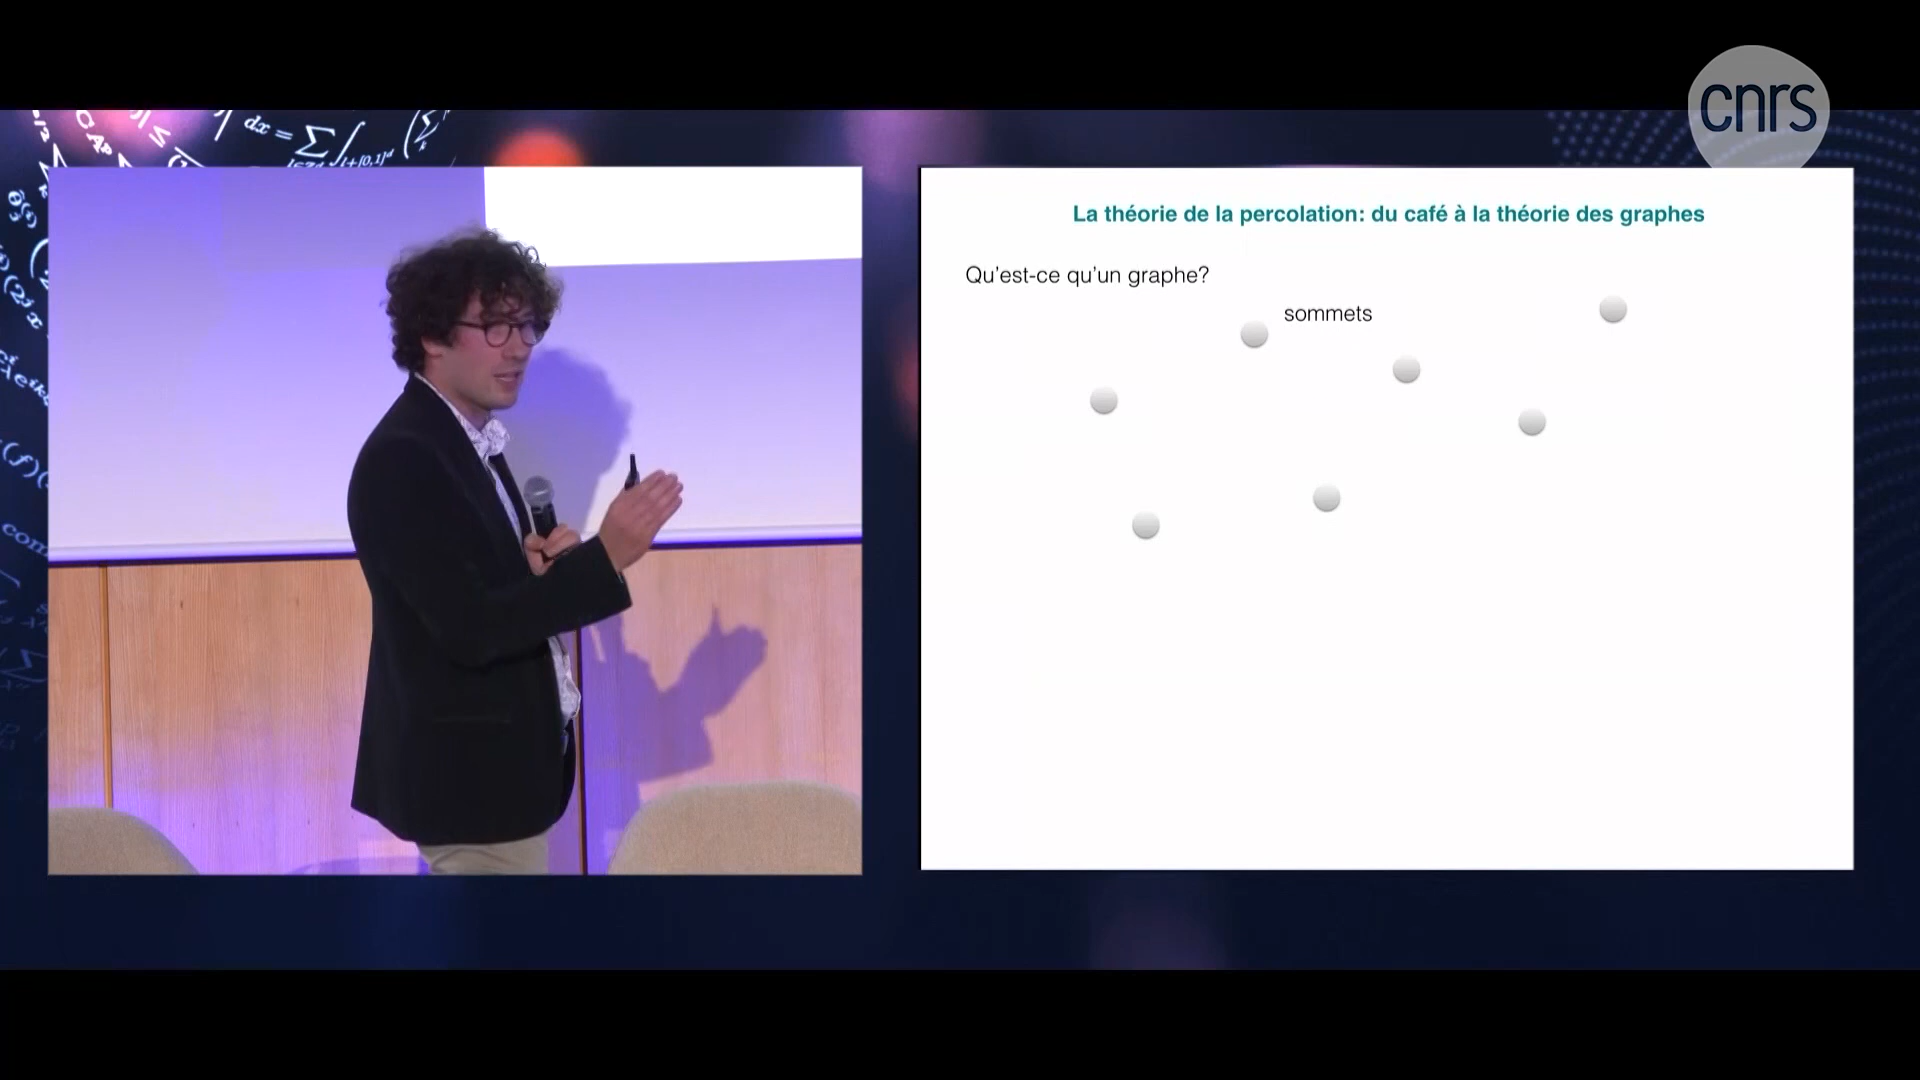 cnrs
La théorie de la percolation: du café à la théorie des graphes
Qu'est-ce qu'un graphe?
sommets